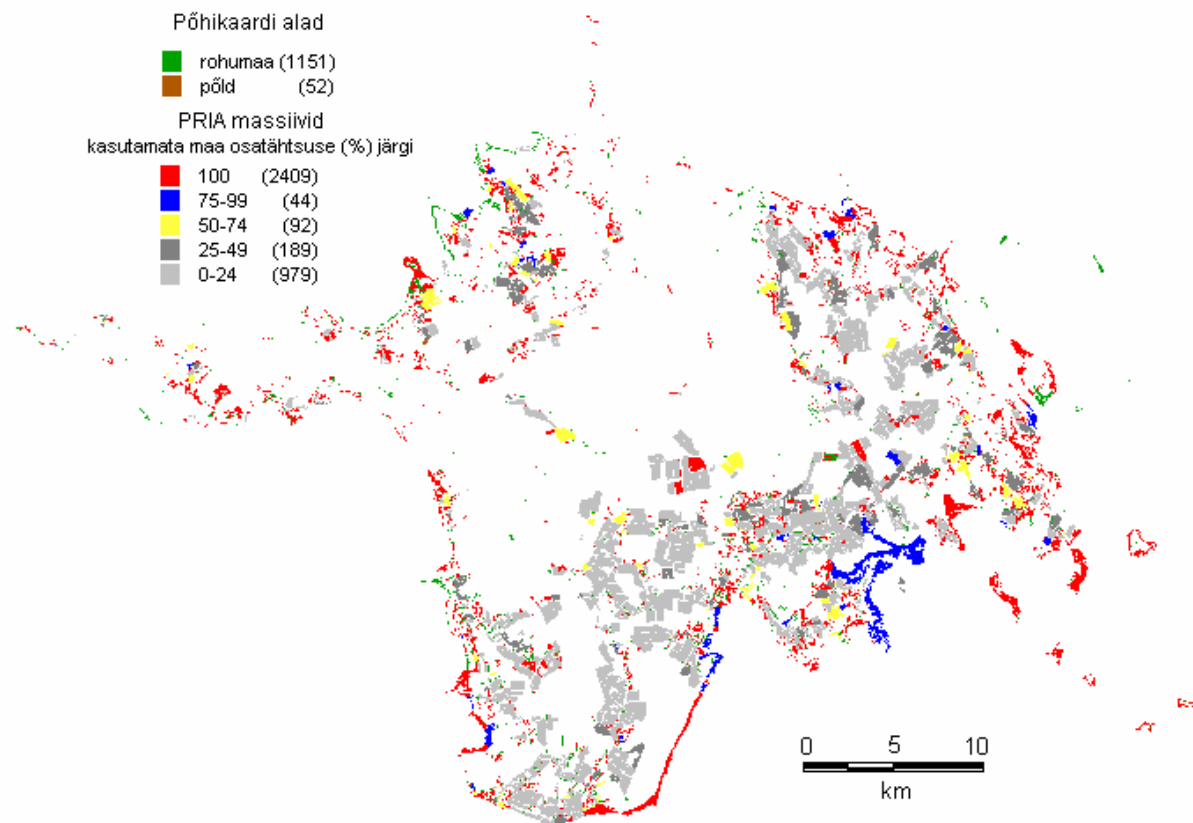 Põhikaardi alad
rohumaa (1151)
põld (52)
PRIA massiivid
kasutamata maa osatähtsuse (%) järgi
100 (2409)
75-99 (44)
50-74 (92)
25-49 (189)
0-24 (979)
0 5 10
km